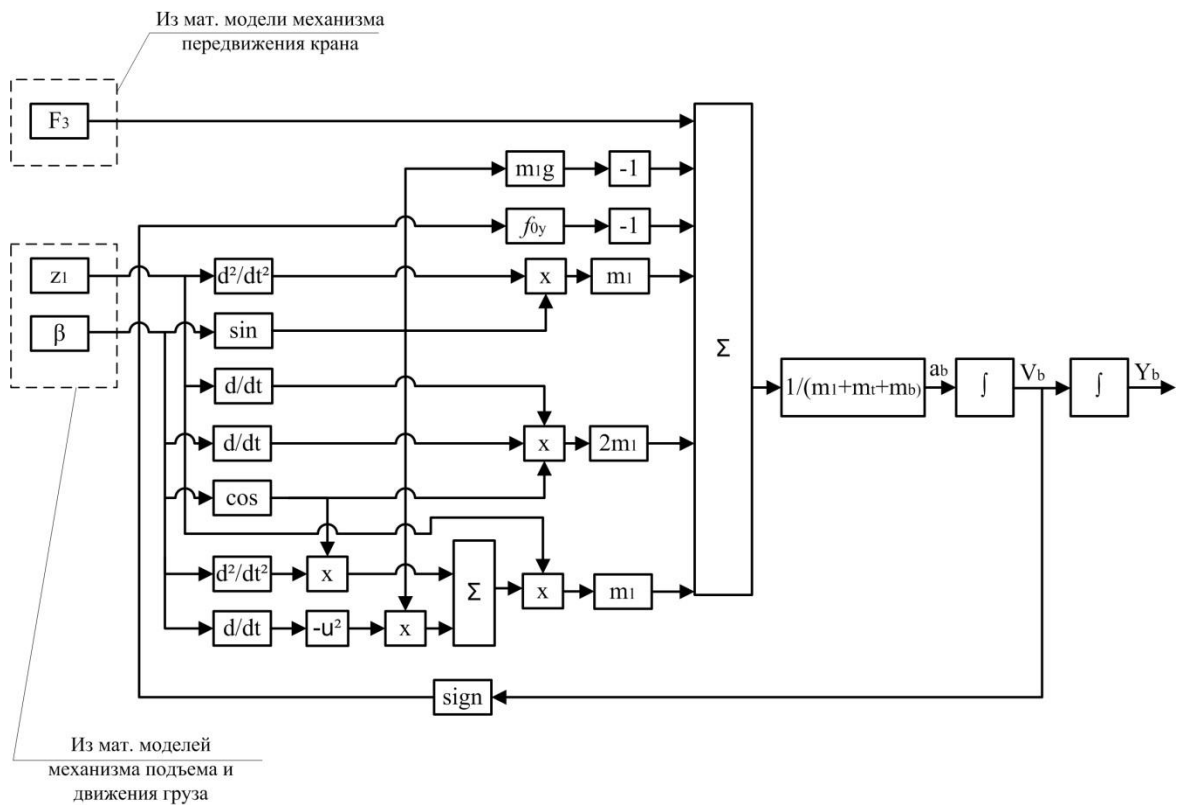 Из мат. модели механизма
передвижения крана
F₃
m₁g
-1
f₀y
-1
z₁
d²/dt²
x
m₁
β
sin
Σ
d/dt
1/(m₁+mt+mb)
ab
∫
Vb
∫
Yb
d/dt
x
2m₁
cos
d²/dt²
x
Σ
x
m₁
d/dt
-u²
x
sign
Из мат. моделей
механизма подъема и
движения груза